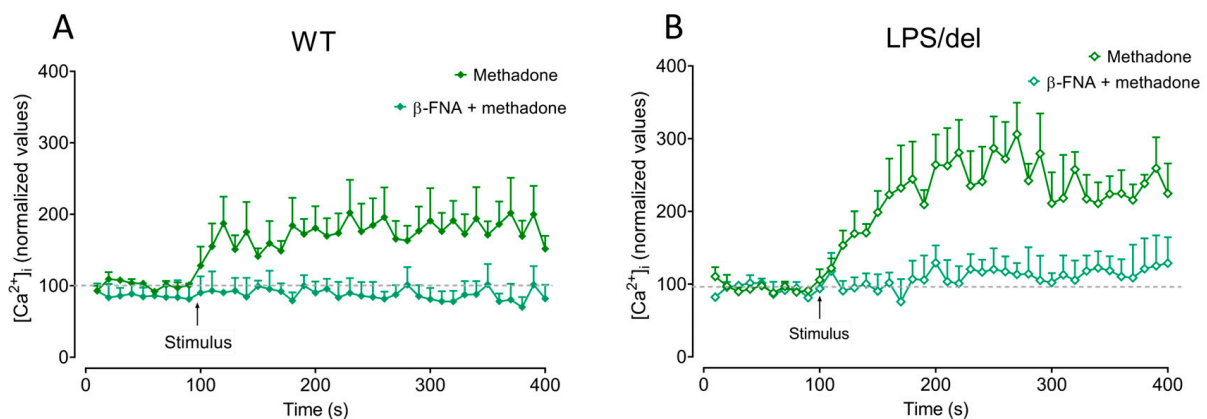 A
WT
Methadone
β-FNA + methadone
[Ca²⁺]ᵢ (normalized values)
400
300
200
100
0
Stimulus
0 100 200 300 400
Time (s)
B
LPS/del
Methadone
β-FNA + methadone
[Ca²⁺]ᵢ (normalized values)
400
300
200
100
0
Stimulus
0 100 200 300 400
Time (s)